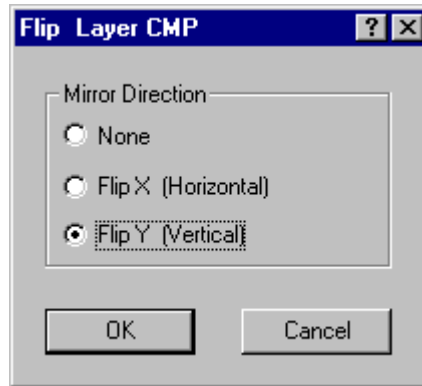 Flip Layer CMP ?
Mirror Direction
None
Flip X (Horizontal)
Flip Y (Vertical)
OK Cancel